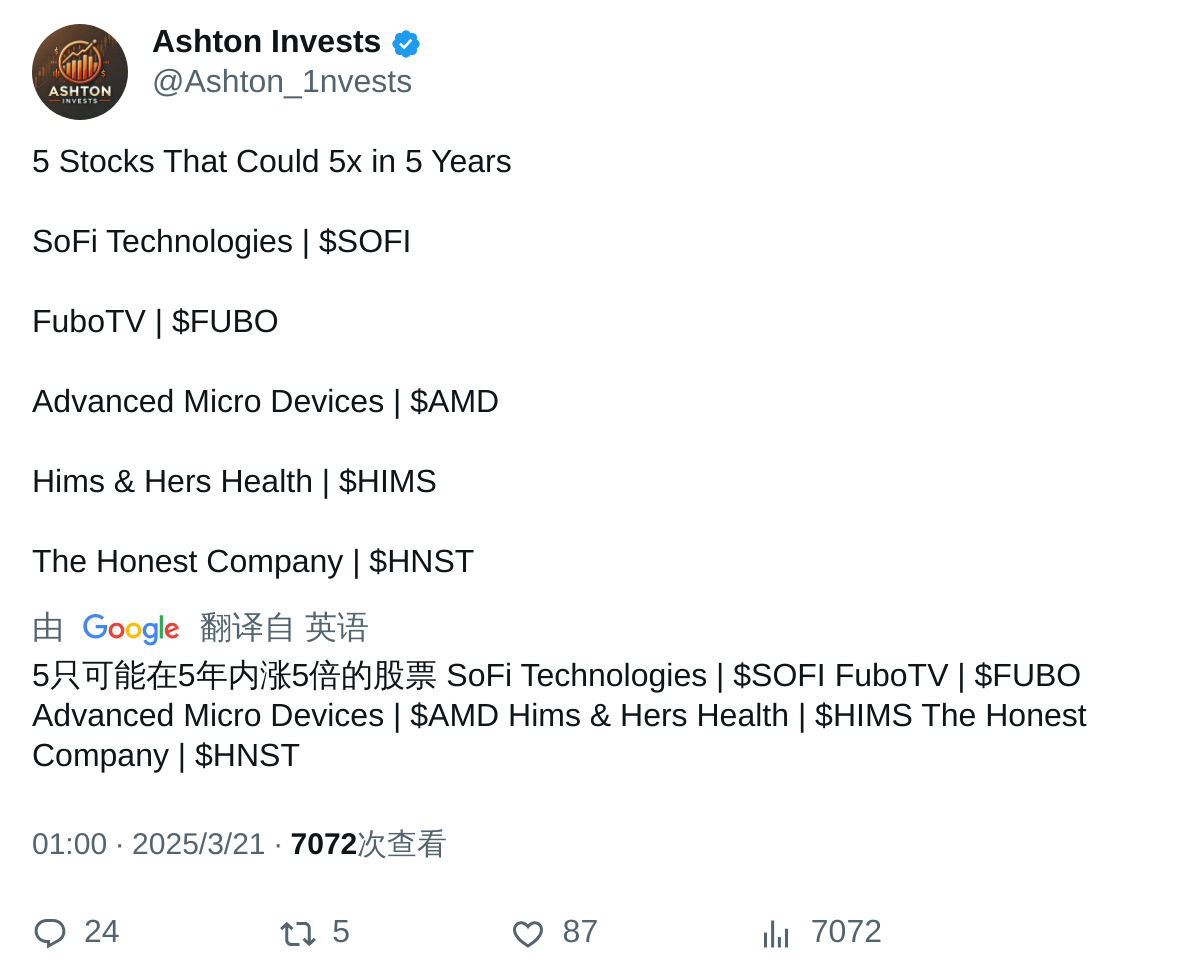 ASHTON
INVESTS
Ashton Invests
@Ashton_1nvests
5 Stocks That Could 5x in 5 Years
SoFi Technologies | $SOFI
FuboTV | $FUBO
Advanced Micro Devices | $AMD
Hims & Hers Health | $HIMS
The Honest Company | $HNST
由 Google 翻译自 英语
5只可能在5年内涨5倍的股票 SoFi Technologies | $SOFI FuboTV | $FUBO
Advanced Micro Devices | $AMD Hims & Hers Health | $HIMS The Honest
Company | $HNST
01:00 · 2025/3/21 · 7072次查看
24 5 87 7072